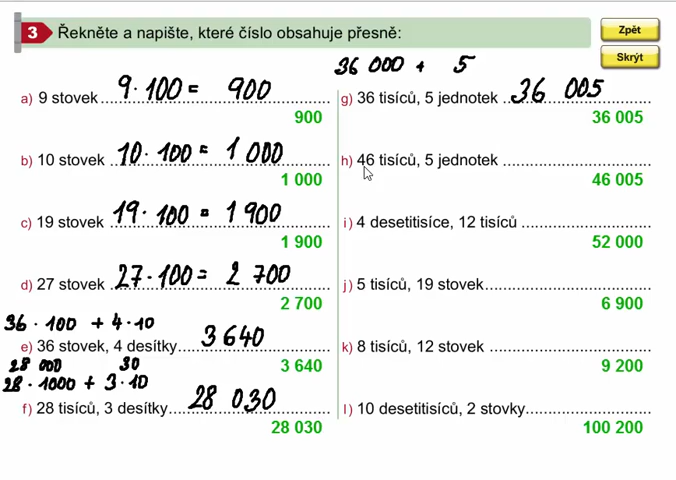 3 Řekněte a napište, které číslo obsahuje přesně:
Zpět
Skrýt
a) 9 stovek 9 · 100 = 900
900
b) 10 stovek 10 · 100 = 1 000
1 000
c) 19 stovek 19 · 100 = 1 900
1 900
d) 27 stovek 27 · 100 = 2 700
2 700
36 · 100 + 4 · 10
e) 36 stovek, 4 desítky 3 640
3 640
28 000 30
28 · 1000 + 3 · 10
f) 28 tisíců, 3 desítky 28 030
28 030
36 000 + 5
g) 36 tisíců, 5 jednotek 36 005
36 005
h) 46 tisíců, 5 jednotek
46 005
i) 4 desetitisíce, 12 tisíců
52 000
j) 5 tisíců, 19 stovek
6 900
k) 8 tisíců, 12 stovek
9 200
l) 10 desetitisíců, 2 stovky
100 200